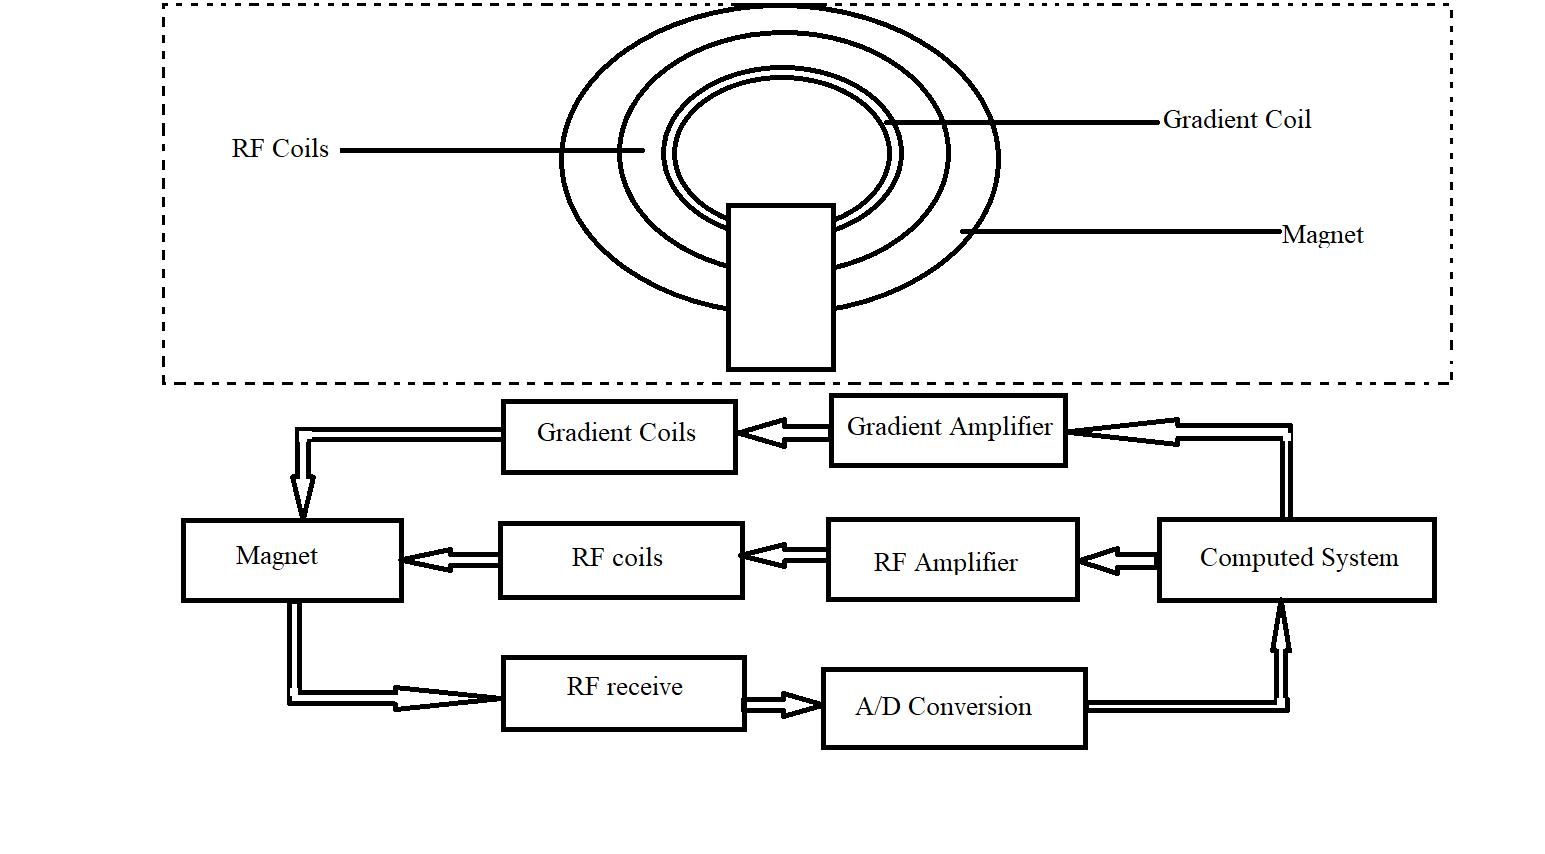 Gradient Coil
RF Coils
Magnet
Gradient Coils
Gradient Amplifier
Magnet
RF coils
RF Amplifier
Computed System
RF receive
A/D Conversion